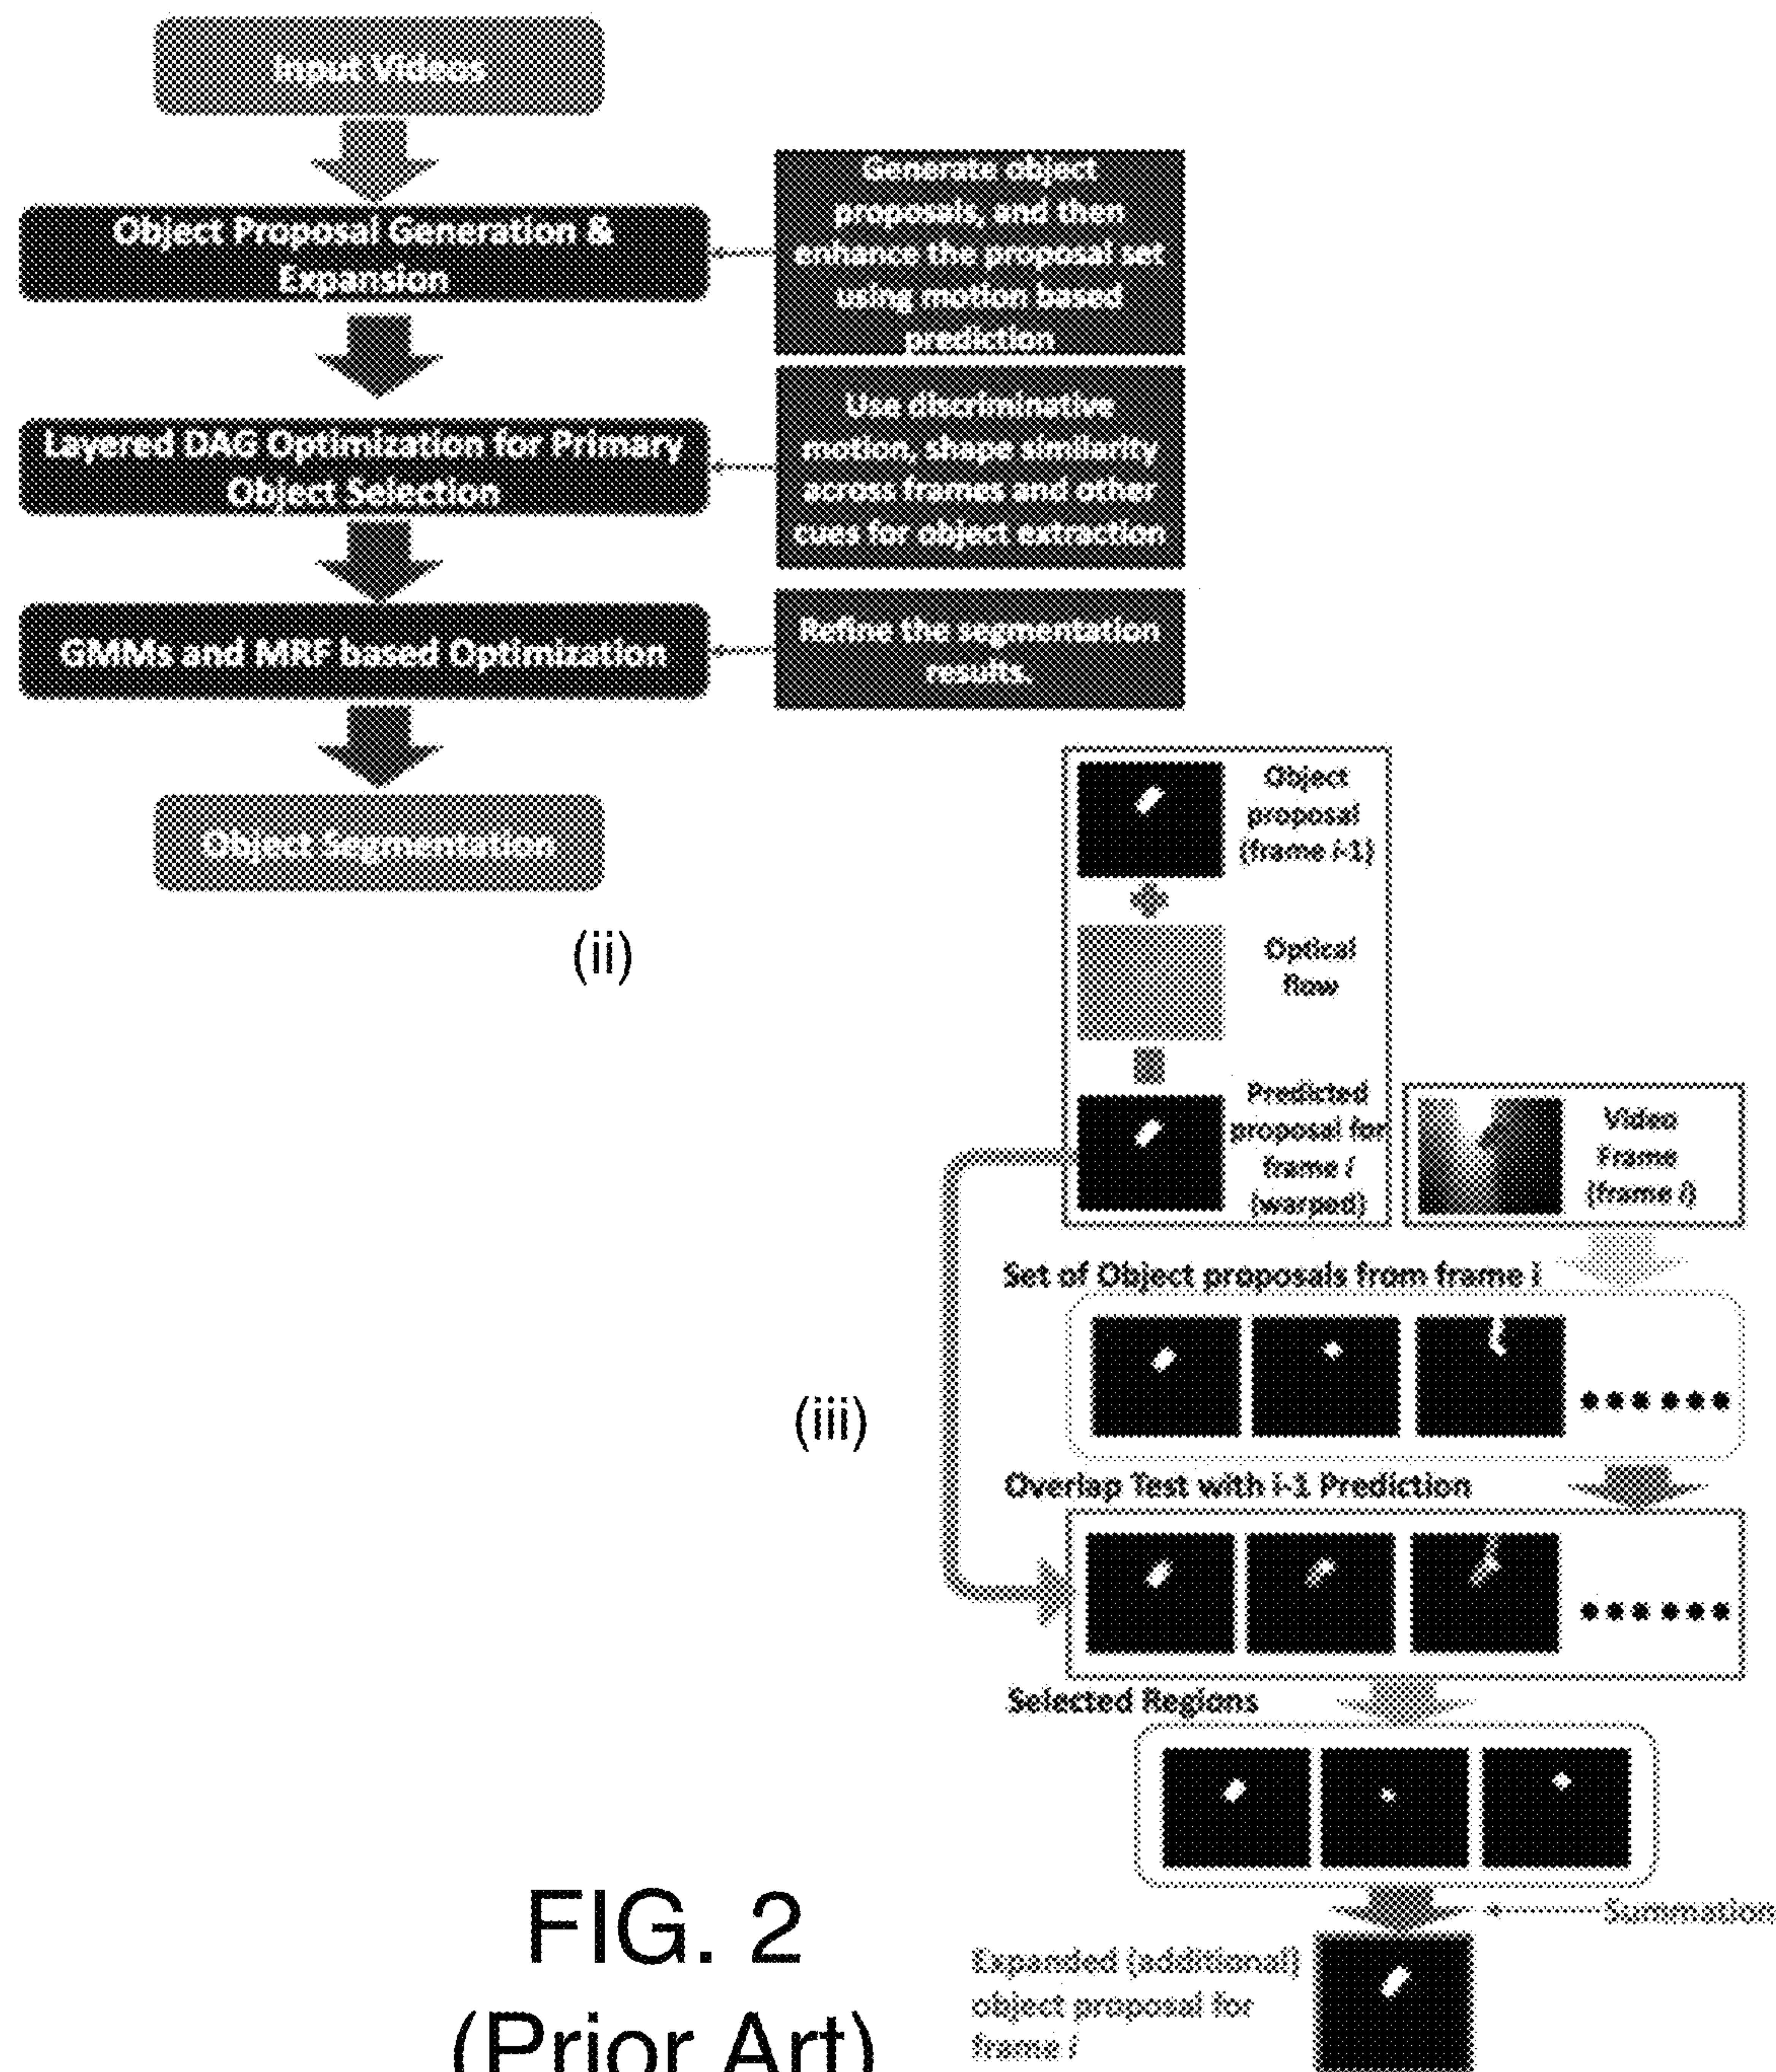 Input Videos
Object Proposal Generation &
Expansion
Generate object
proposals, and then
enhance the proposal set
using motion based
prediction
Layered DAG Optimization for Primary
Object Selection
Use discriminative
motion, shape similarity
across frames and other
cues for object extraction
GMMs and MRF based Optimization
Refine the segmentation
results.
Object Segmentation
(ii)
Object
proposal
(frame i-1)
Optical
flow
Predicted
proposal for
frame i
(warped)
Video
Frame
(frame i)
Set of Object proposals from frame i
(iii)
Overlap Test with i-1 Prediction
Selected Regions
Summation
Expanded (additional)
object proposal for
frame i
FIG. 2
(Prior Art)